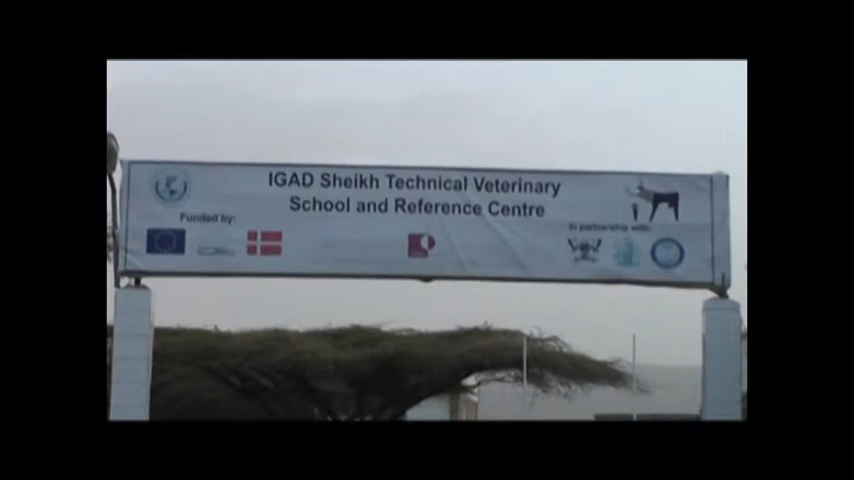 IGAD Sheikh Technical Veterinary
School and Reference Centre
Funded by:
In partnership with: